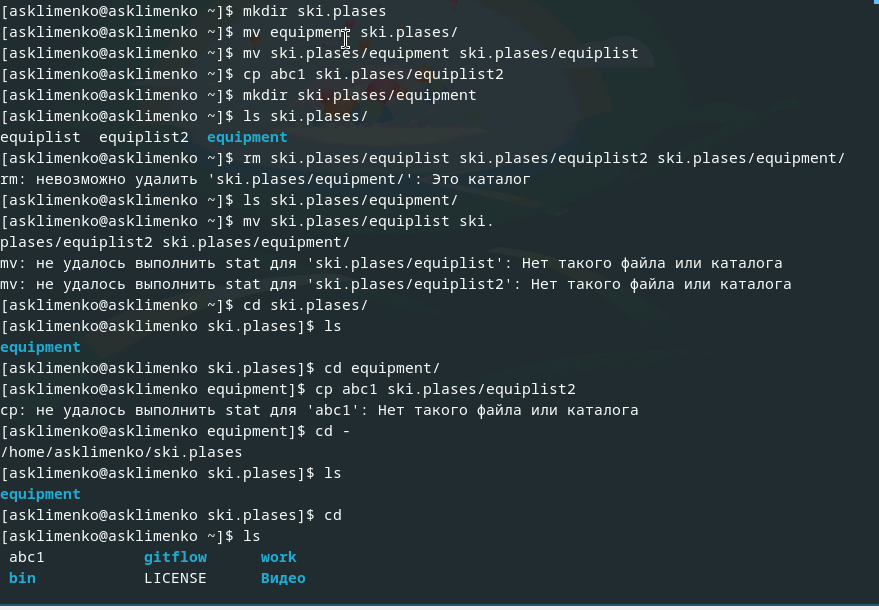 [asklimenko@asklimenko ~]$ mkdir ski.plases
[asklimenko@asklimenko ~]$ mv equipment ski.plases/
[asklimenko@asklimenko ~]$ mv ski.plases/equipment ski.plases/equiplist
[asklimenko@asklimenko ~]$ cp abc1 ski.plases/equiplist2
[asklimenko@asklimenko ~]$ mkdir ski.plases/equipment
[asklimenko@asklimenko ~]$ ls ski.plases/
equiplist  equiplist2  equipment
[asklimenko@asklimenko ~]$ rm ski.plases/equiplist ski.plases/equiplist2 ski.plases/equipment/
rm: невозможно удалить 'ski.plases/equipment/': Это каталог
[asklimenko@asklimenko ~]$ ls ski.plases/equipment/
[asklimenko@asklimenko ~]$ mv ski.plases/equiplist ski.
plases/equiplist2 ski.plases/equipment/
mv: не удалось выполнить stat для 'ski.plases/equiplist': Нет такого файла или каталога
mv: не удалось выполнить stat для 'ski.plases/equiplist2': Нет такого файла или каталога
[asklimenko@asklimenko ~]$ cd ski.plases/
[asklimenko@asklimenko ski.plases]$ ls
equipment
[asklimenko@asklimenko ski.plases]$ cd equipment/
[asklimenko@asklimenko equipment]$ cp abc1 ski.plases/equiplist2
cp: не удалось выполнить stat для 'abc1': Нет такого файла или каталога
[asklimenko@asklimenko equipment]$ cd -
/home/asklimenko/ski.plases
[asklimenko@asklimenko ski.plases]$ ls
equipment
[asklimenko@asklimenko ski.plases]$ cd
[asklimenko@asklimenko ~]$ ls
abc1           gitflow      work
bin            LICENSE      Видео